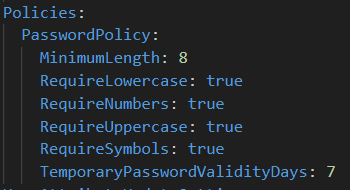 Policies:
PasswordPolicy:
MinimumLength: 8
RequireLowercase: true
RequireNumbers: true
RequireUppercase: true
RequireSymbols: true
TemporaryPasswordValidityDays: 7